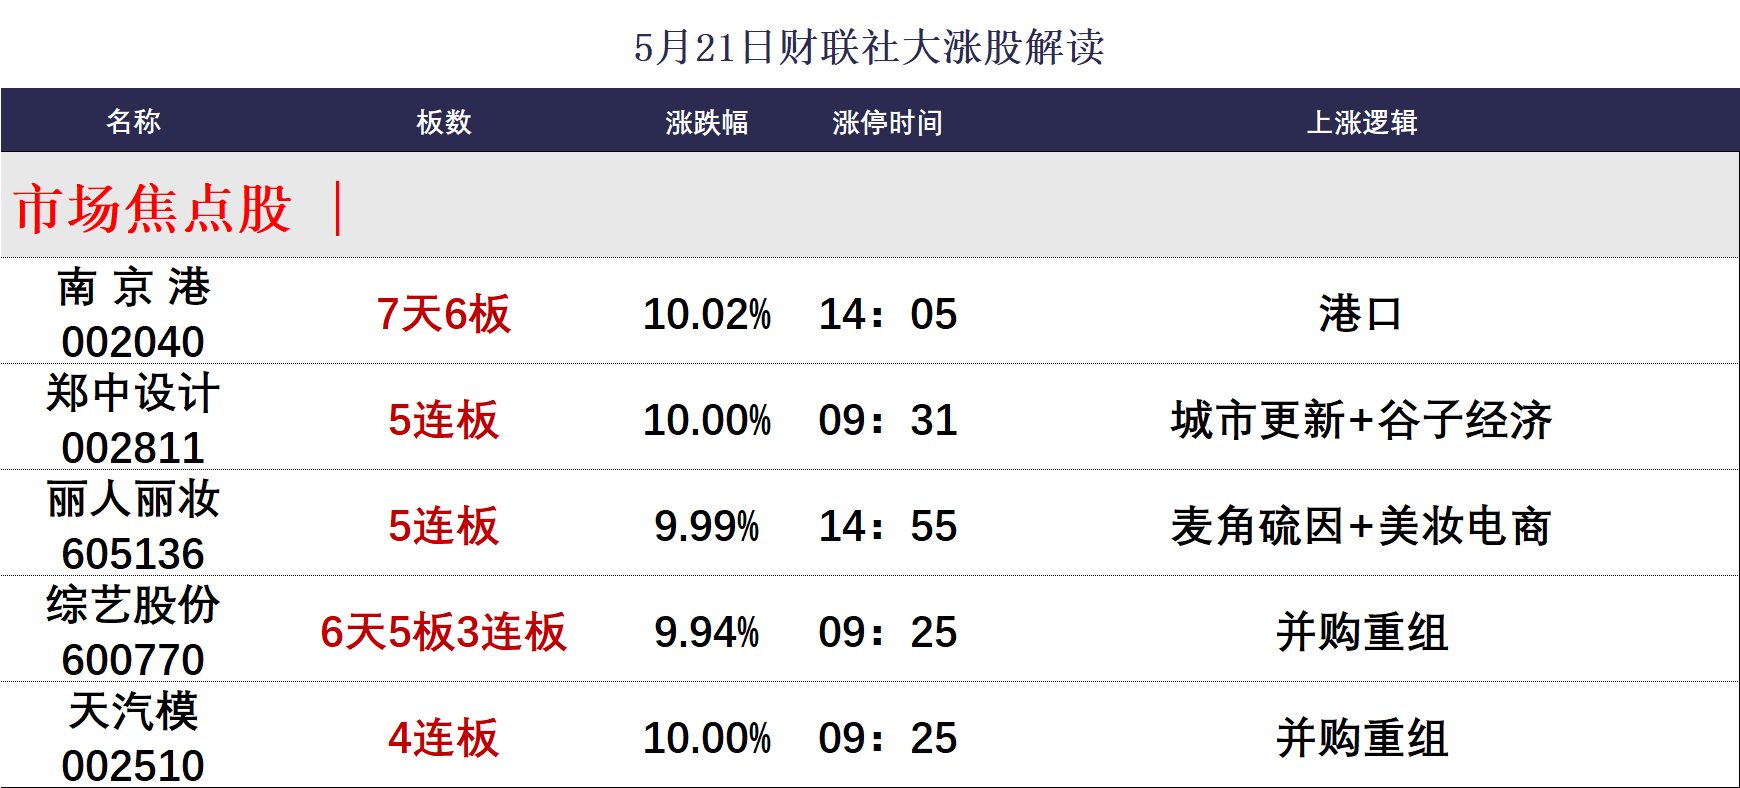 5月21日财联社大涨股解读
名称 板数 涨跌幅 涨停时间 上涨逻辑
市场焦点股 |
南 京 港
002040 7天6板 10.02% 14：05 港口
郑中设计
002811 5连板 10.00% 09：31 城市更新+谷子经济
丽人丽妆
605136 5连板 9.99% 14：55 麦角硫因+美妆电商
综艺股份
600770 6天5板3连板 9.94% 09：25 并购重组
天汽模
002510 4连板 10.00% 09：25 并购重组